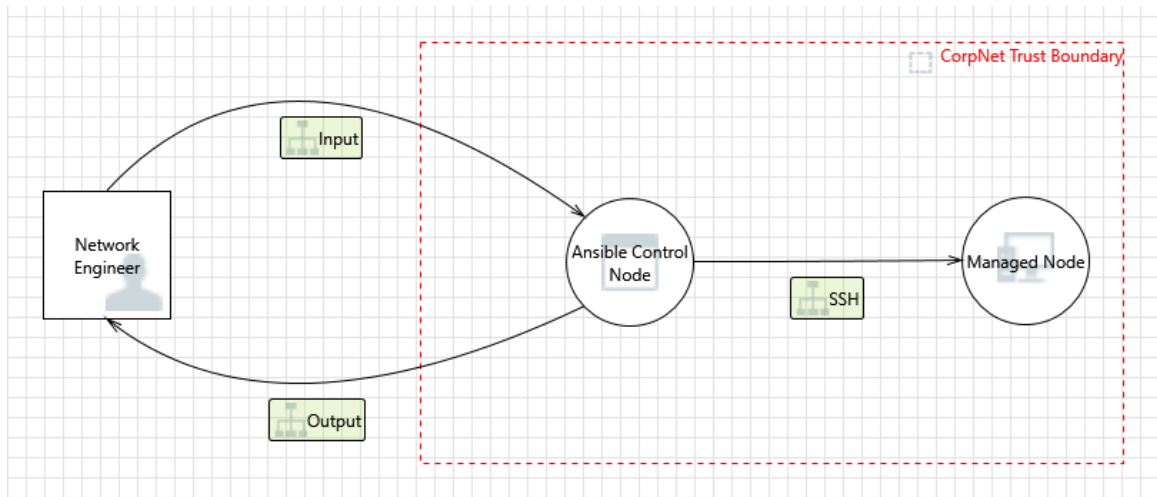 CorpNet Trust Boundary
Input
Network
Engineer
Ansible Control
Node
Managed Node
SSH
Output